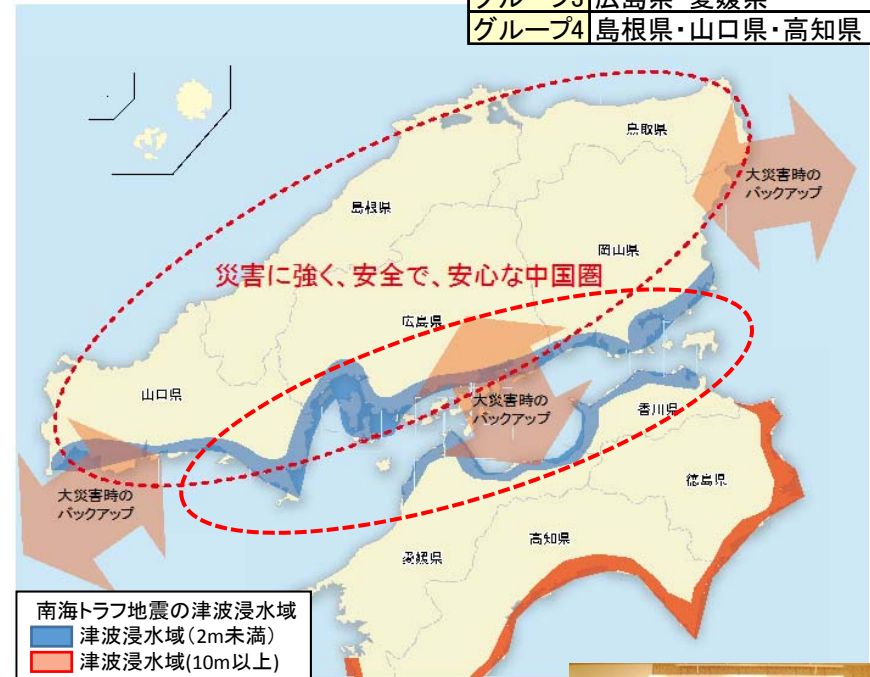 グループ3 広島県・愛媛県
グループ4 島根県・山口県・高知県
鳥取県
大災害時の
バックアップ
島根県
岡山県
災害に強く、安全で、安心な中国圏
広島県
山口県
大災害時の
バックアップ
香川県
大災害時の
バックアップ
徳島県
高知県
愛媛県
南海トラフ地震の津波浸水域
津波浸水域(2m未満)
津波浸水域(10m以上)